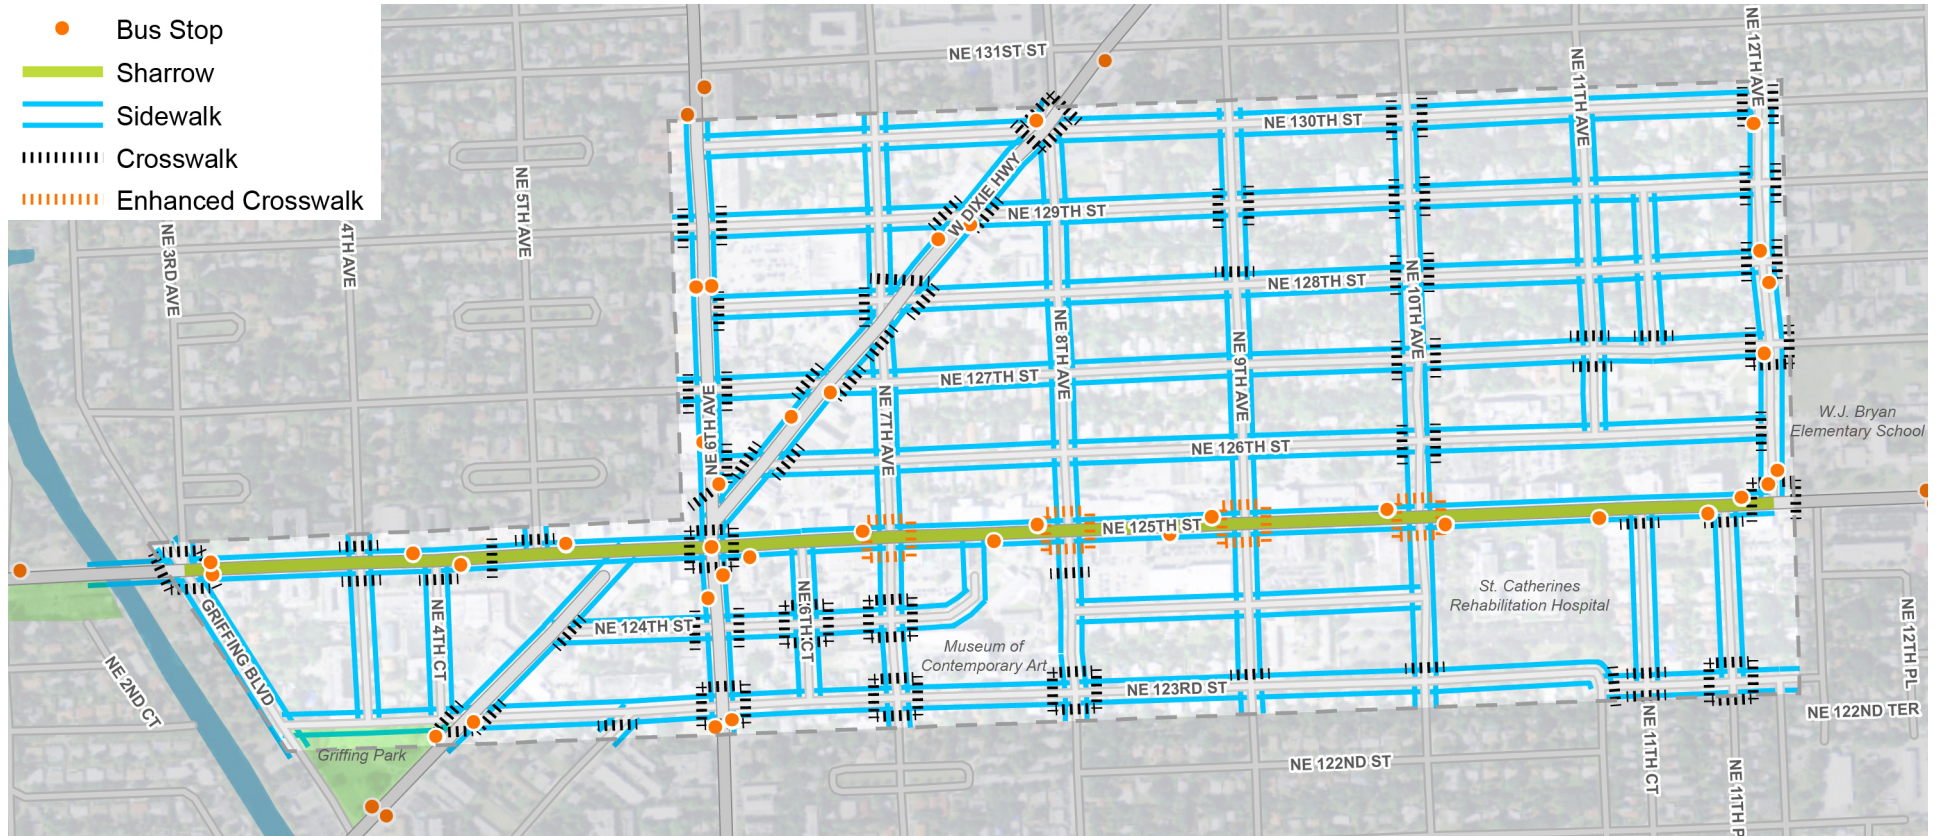 Bus Stop
Sharrow
Sidewalk
Crosswalk
Enhanced Crosswalk
NE 131ST ST
NE 12TH AVE
NE 11TH AVE
NE 130TH ST
NE 5TH AVE
W DIXIE HWY
NE 3RD AVE
4TH AVE
NE 129TH ST
NE 128TH ST
NE 10TH AVE
NE 8TH AVE
NE 9TH AVE
NE 127TH ST
NE 6TH AVE
NE 7TH AVE
W.J. Bryan
Elementary School
NE 126TH ST
NE 125TH ST
St. Catherines
Rehabilitation Hospital
GRIFFING BLVD
NE 4TH CT
NE 6TH CT
NE 124TH ST
NE 12TH PL
Museum of
Contemporary Art
NE 2ND CT
NE 123RD ST
NE 122ND TER
NE 11TH CT
Griffing Park
NE 122ND ST
NE 11TH P